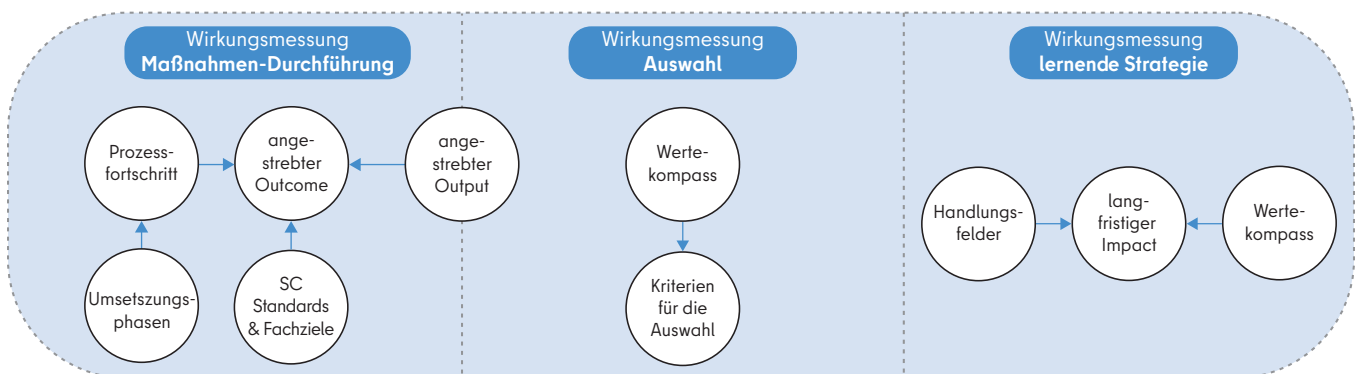 Wirkungsmessung
Maßnahmen-Durchführung
Prozess-
fortschritt
ange-
strebter
Outcome
ange-
strebter
Output
Umsetszungs-
phasen
SC
Standards
& Fachziele
Wirkungsmessung
Auswahl
Werte-
kompass
Kriterien
für die
Auswahl
Wirkungsmessung
lernende Strategie
Handlungs-
felder
lang-
fristiger
Impact
Werte-
kompass